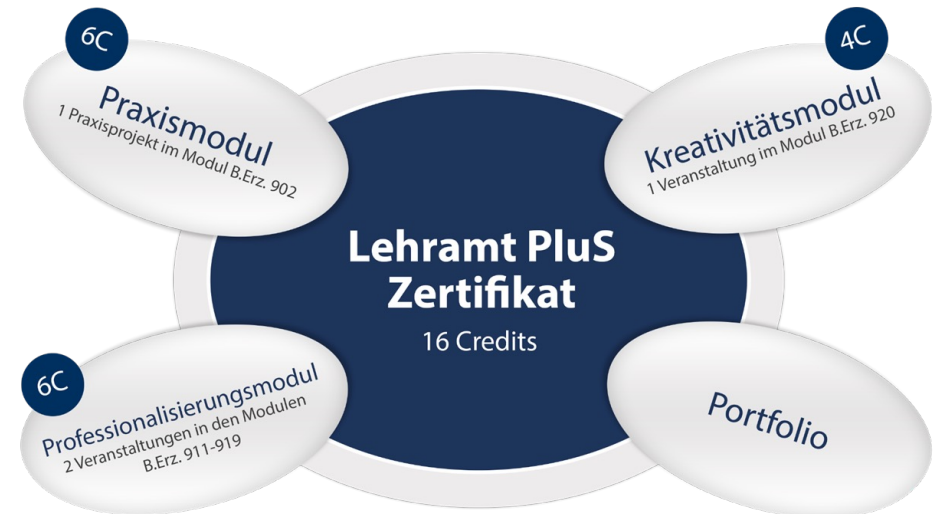 6C
Praxismodul
1 Praxisprojekt im Modul B.Erz. 902
4C
Kreativitätsmodul
1 Veranstaltung im Modul B.Erz. 920
Lehramt PluS
Zertifikat
16 Credits
6C
Professionalisierungsmodul
2 Veranstaltungen in den Modulen
B.Erz. 911-919
Portfolio